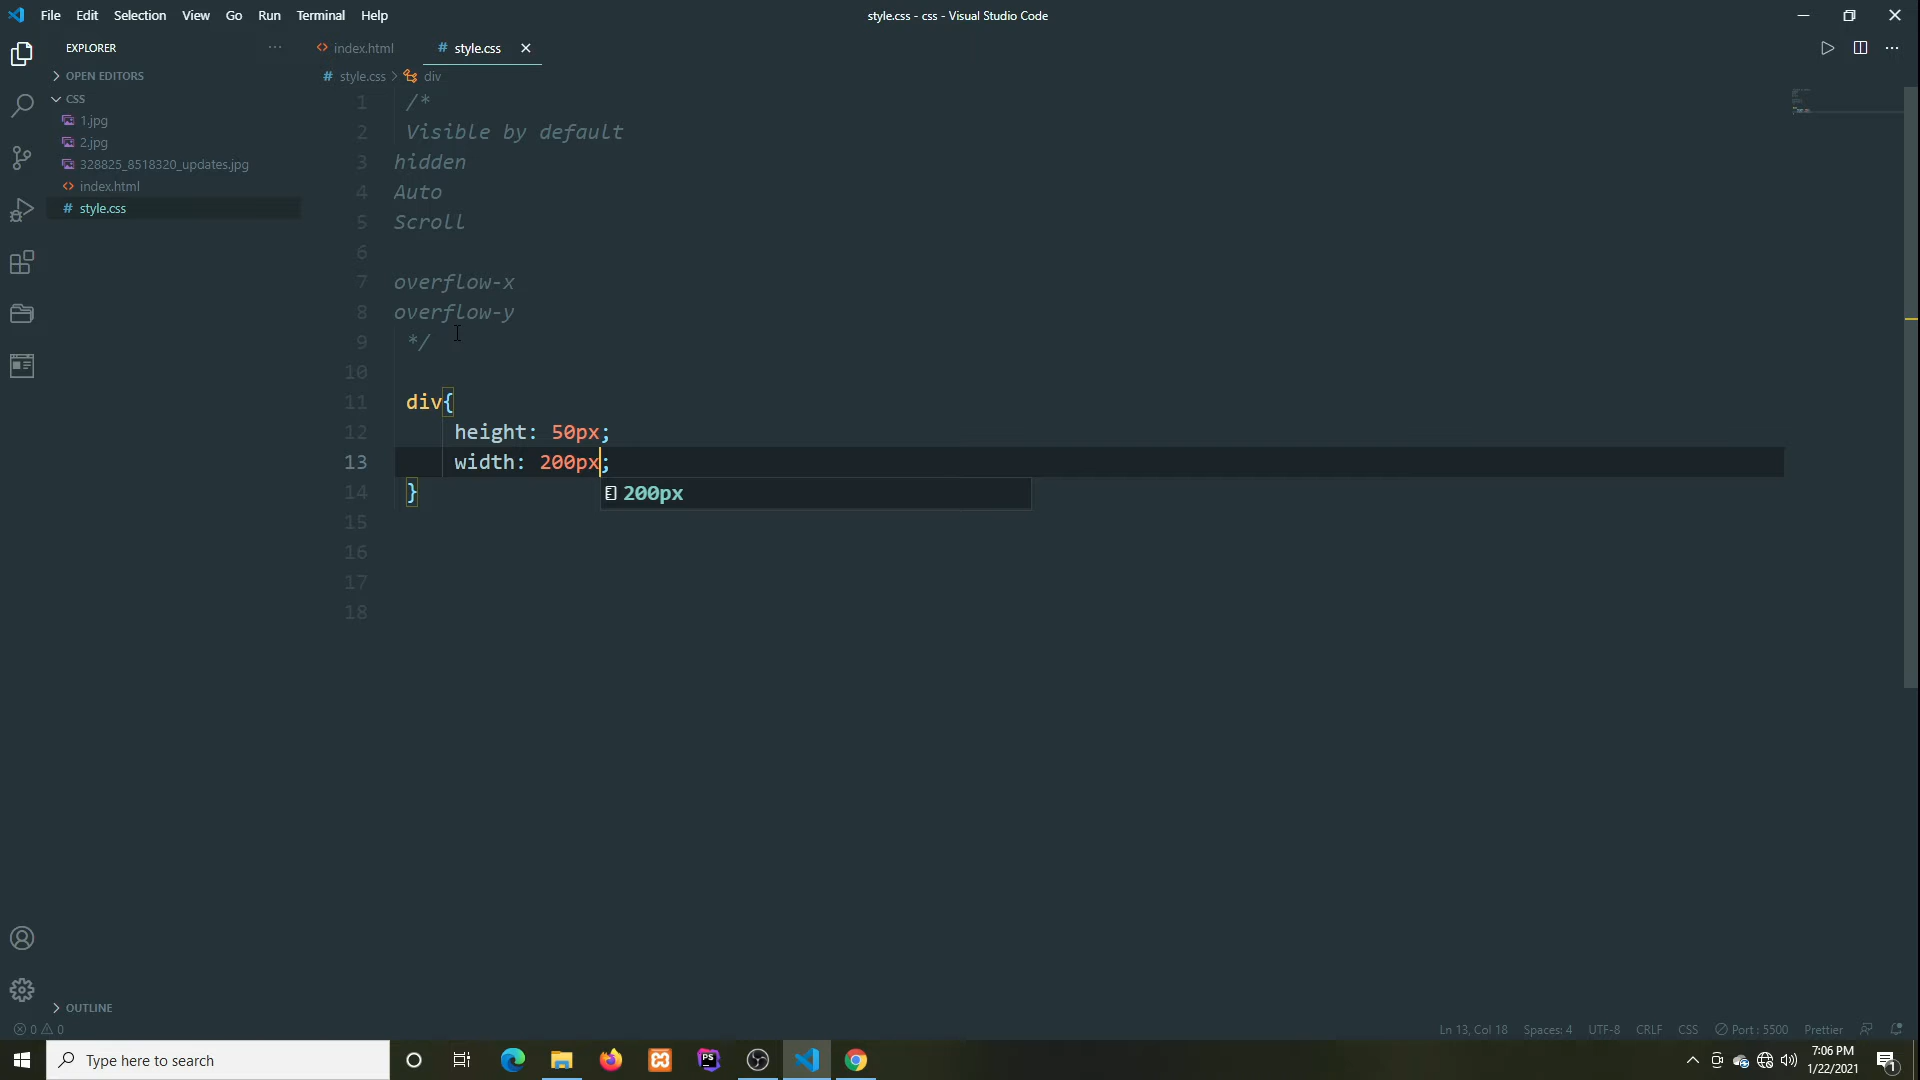 File Edit Selection View Go Run Terminal Help
style.css - css - Visual Studio Code
EXPLORER
OPEN EDITORS
CSS
1.jpg
2.jpg
328825_8518320_updates.jpg
<> index.html
# style.css
OUTLINE
<> index.html
# style.css
# style.css > div
1 /*
2 Visible by default
3 hidden
4 Auto
5 Scroll
6
7 overflow-x
8 overflow-y
9 */
10
11 div{
12 height: 50px;
13 width: 200px;
200px
14 }
15
16
17
18
0 0
Ln 13, Col 18 Spaces: 4 UTF-8 CRLF CSS Port : 5500 Prettier
Type here to search
PS
7:06 PM
1/22/2021
1